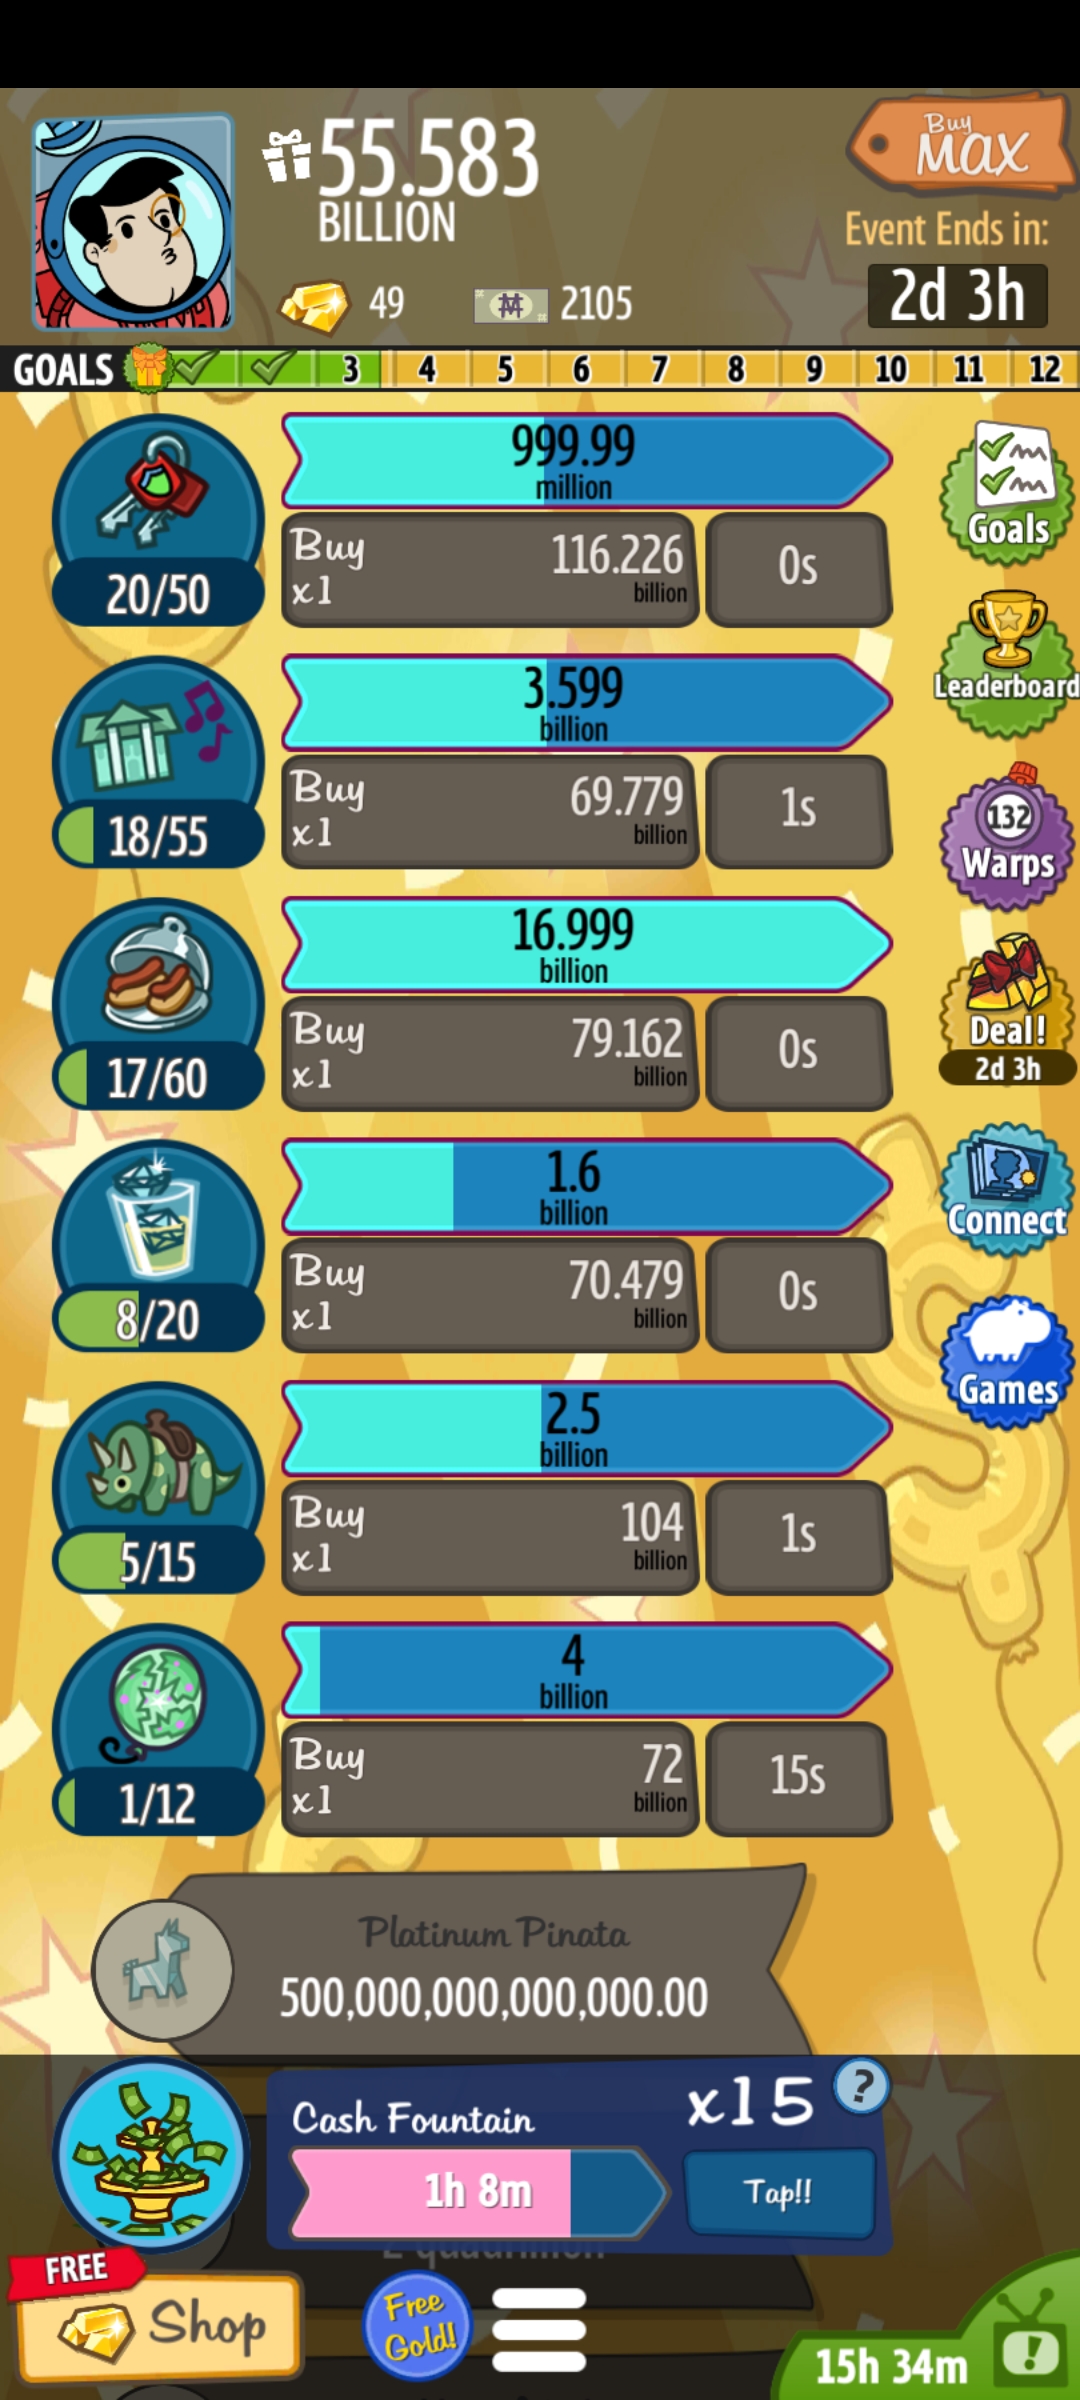 55.583
BILLION
49
2105
Buy
MAX
Event Ends in:
2d 3h
GOALS
3
4
5
6
7
8
9
10
11
12
999.99
million
Buy
x1
116.226
billion
0s
20/50
Goals
3.599
billion
Buy
x1
69.779
billion
1s
18/55
Leaderboard
132
Warps
16.999
billion
Buy
x1
79.162
billion
0s
17/60
Deal!
2d 3h
1.6
billion
Buy
x1
70.479
billion
0s
8/20
Connect
2.5
billion
Buy
x1
104
billion
1s
5/15
Games
4
billion
Buy
x1
72
billion
15s
1/12
Platinum Pinata
500,000,000,000,000.00
Cash Fountain
x15
?
1h 8m
Tap!!
2 quadrillion
FREE
Shop
Free
Gold!
15h 34m
!